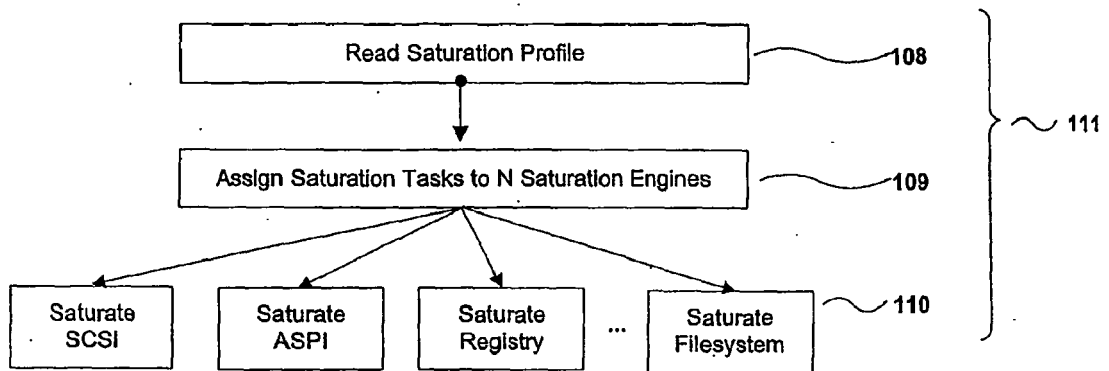 Read Saturation Profile
108
111
Assign Saturation Tasks to N Saturation Engines
109
Saturate
SCSI
Saturate
ASPI
Saturate
Registry
...
Saturate
Filesystem
110